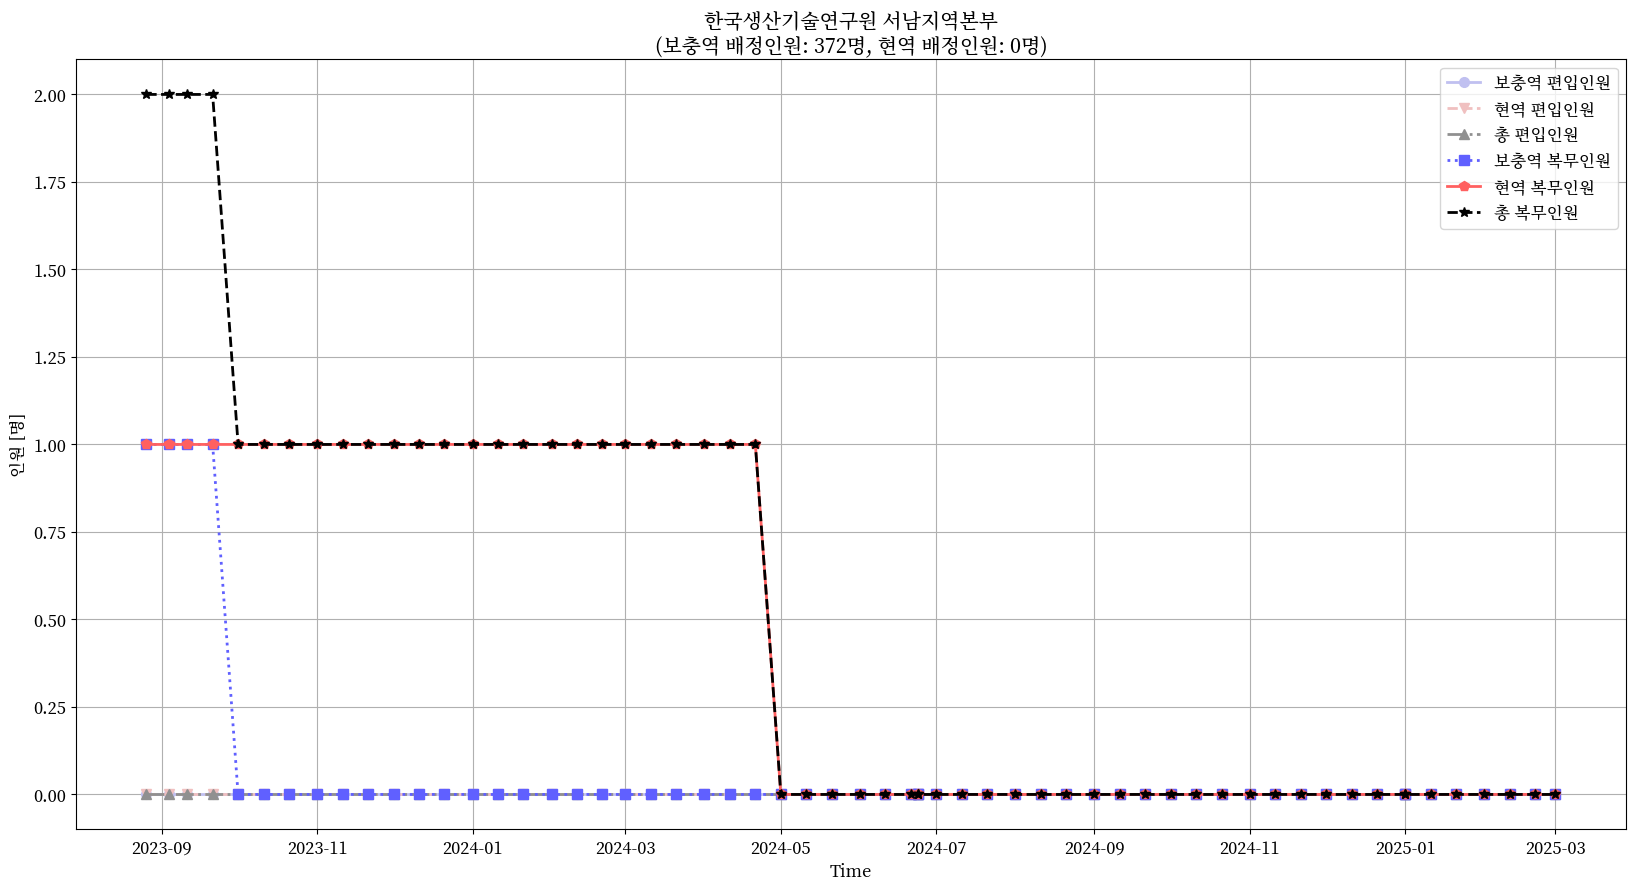 한국생산기술연구원 서남지역본부
(보충역 배정인원: 372명, 현역 배정인원: 0명)
보충역 편입인원
현역 편입인원
총 편입인원
보충역 복무인원
현역 복무인원
총 복무인원
인원 [명]
2.00
1.75
1.50
1.25
1.00
0.75
0.50
0.25
0.00
2023-09 2023-11 2024-01 2024-03 2024-05 2024-07 2024-09 2024-11 2025-01 2025-03
Time